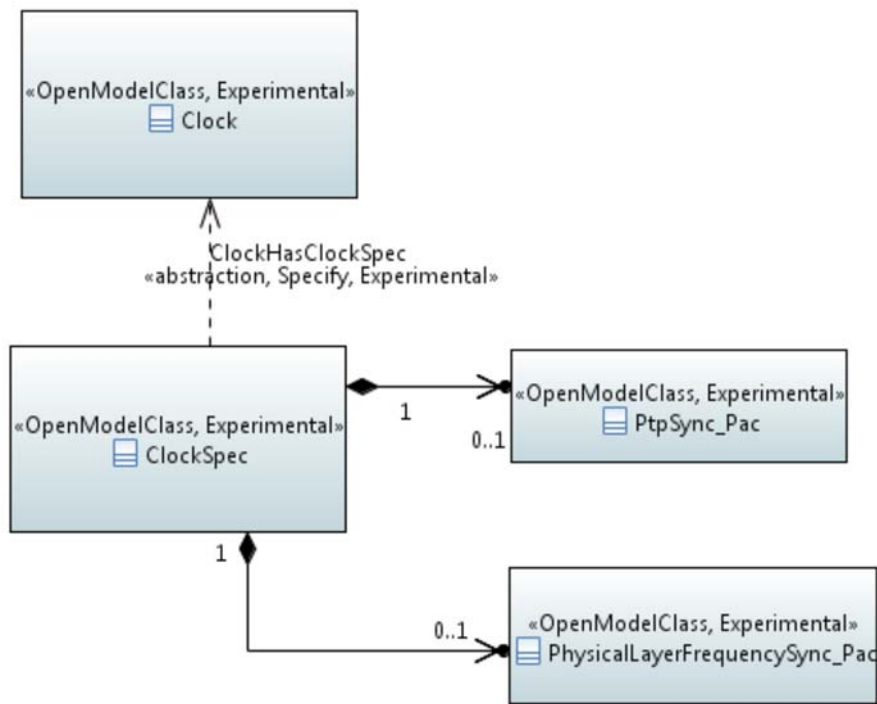 «OpenModelClass, Experimental»
Clock
ClockHasClockSpec
«abstraction, Specify, Experimental»
«OpenModelClass, Experimental»
ClockSpec
1
0..1
«OpenModelClass, Experimental»
PtpSync_Pac
1
0..1
«OpenModelClass, Experimental»
PhysicalLayerFrequencySync_Pac